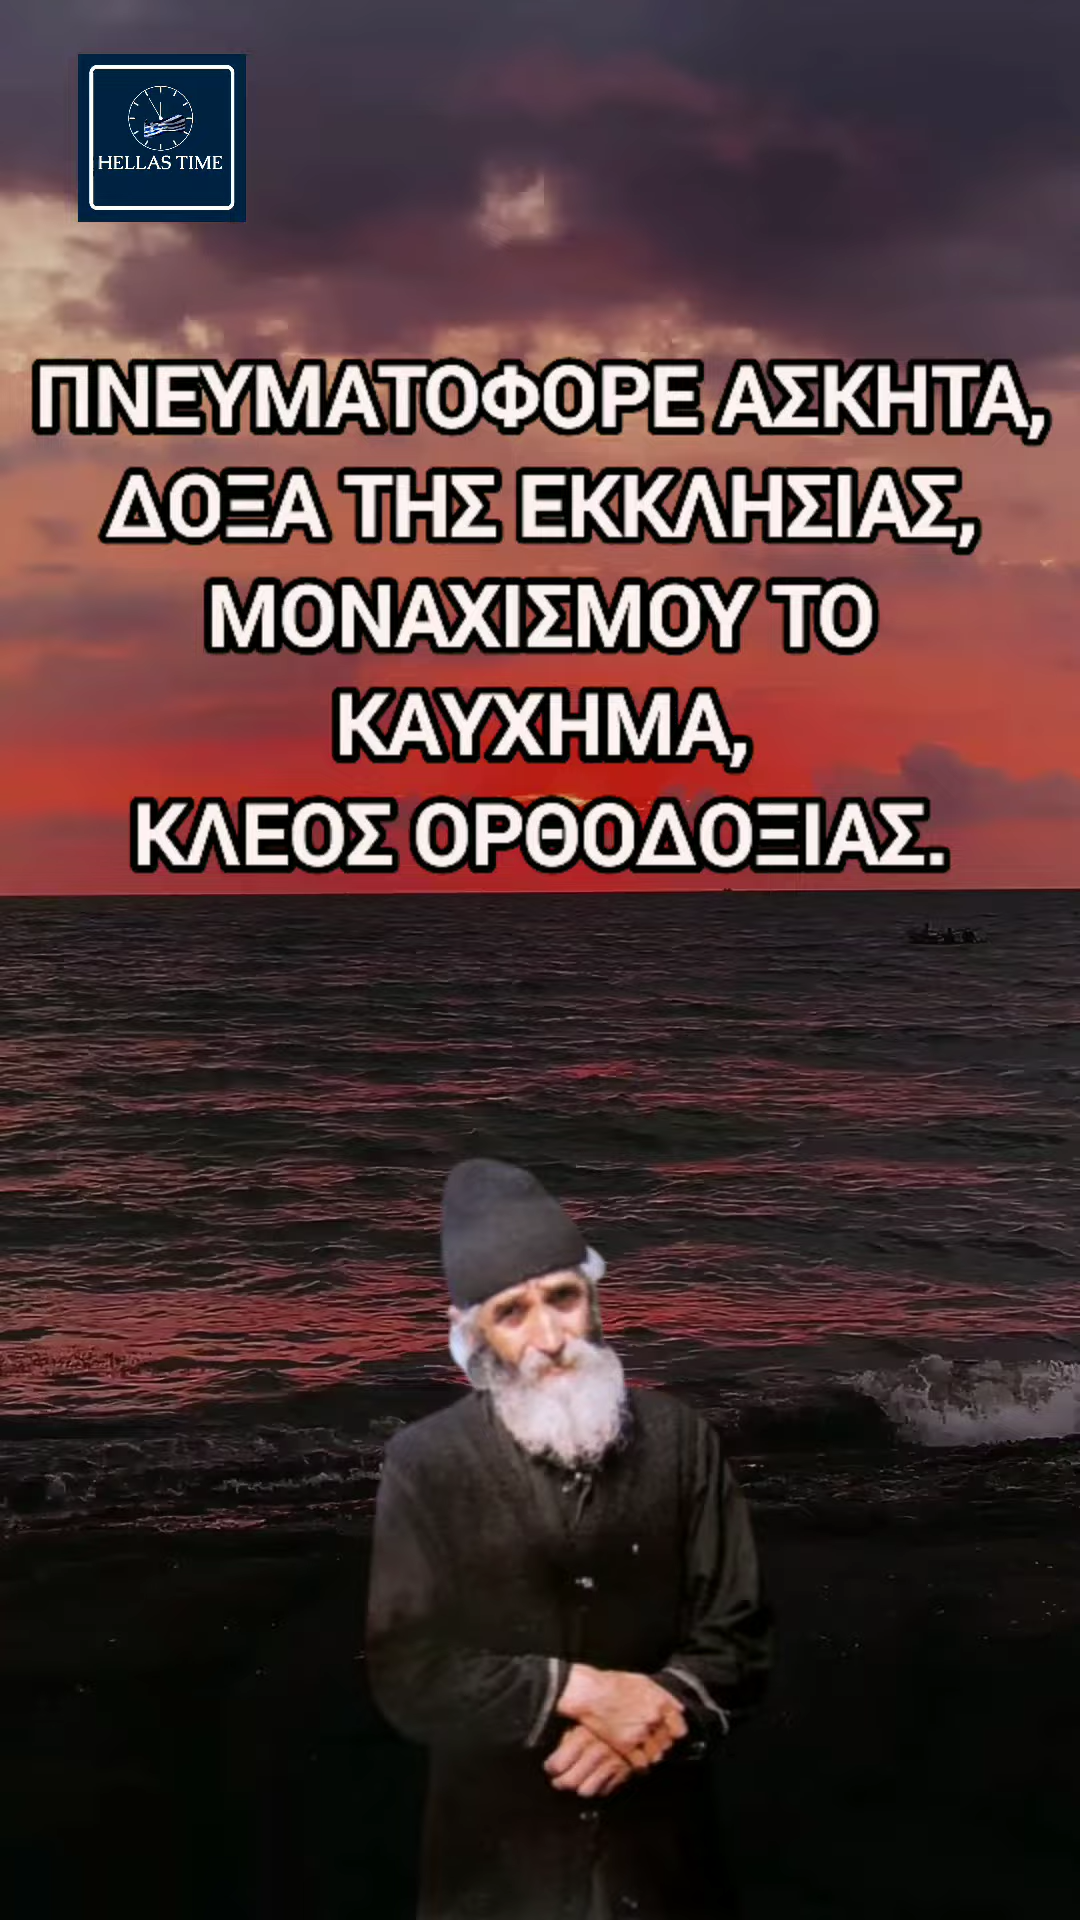 HELLAS TIME
ΠΝΕΥΜΑΤΟΦΟΡΕ ΑΣΚΗΤΑ,
ΔΟΞΑ ΤΗΣ ΕΚΚΛΗΣΙΑΣ,
ΜΟΝΑΧΙΣΜΟΥ ΤΟ
ΚΑΥΧΗΜΑ,
ΚΛΕΟΣ ΟΡΘΟΔΟΞΙΑΣ.